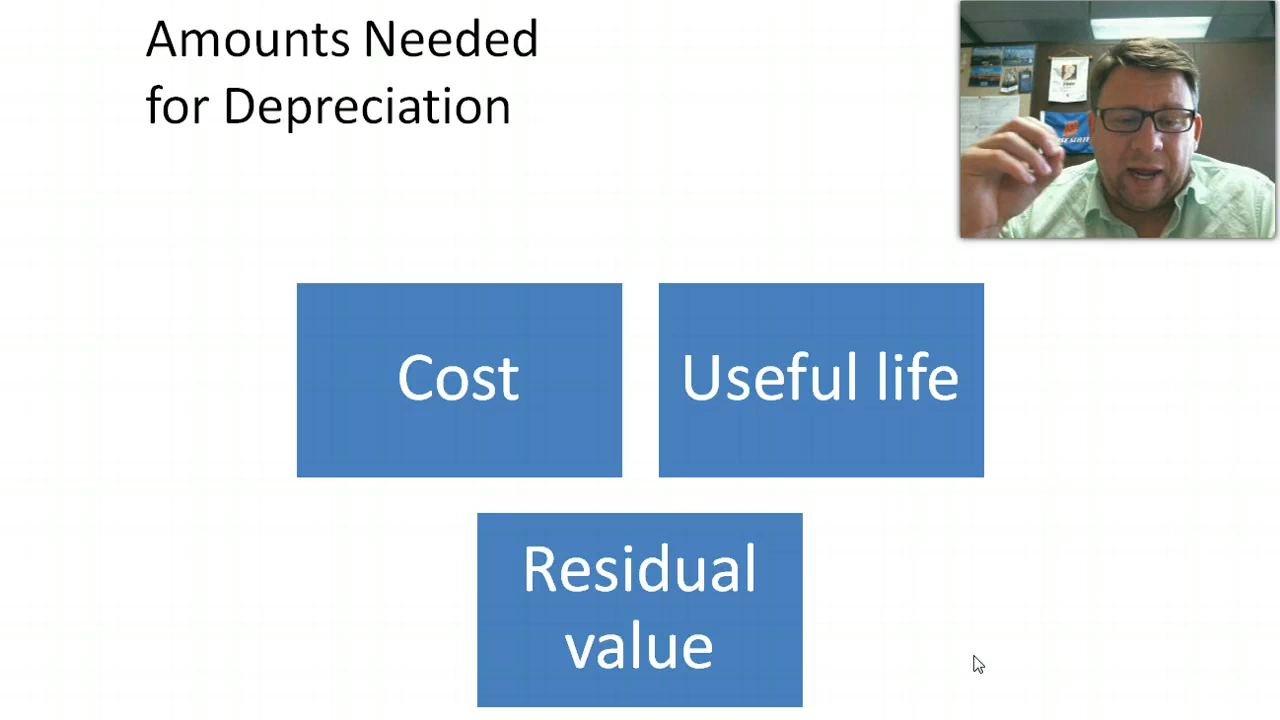 Amounts Needed
for Depreciation
Cost
Useful life
Residual
value